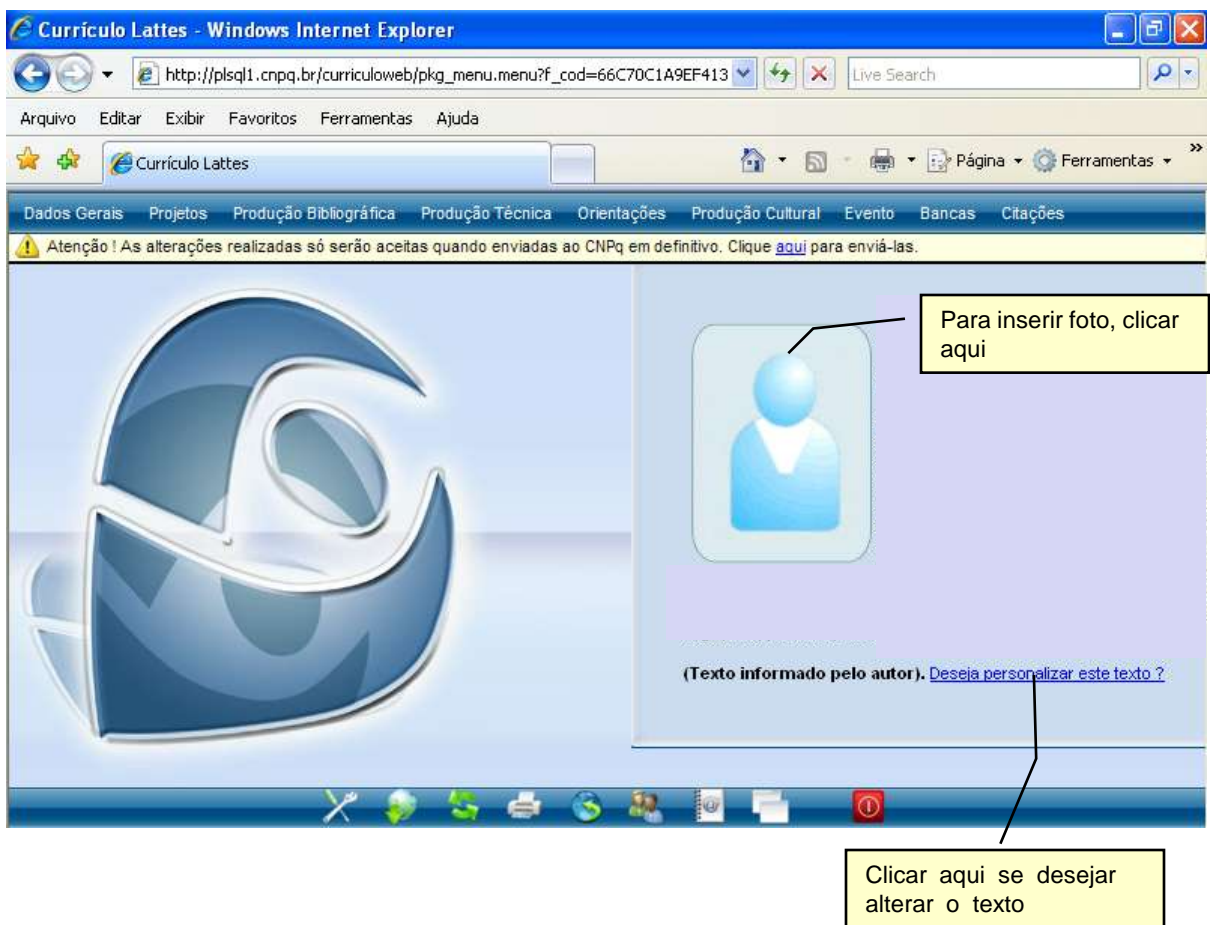 Currículo Lattes - Windows Internet Explorer
http://plsql1.cnpq.br/curriculoweb/pkg_menu.menu?f_cod=66C70C1A9EF413
Live Search
Arquivo Editar Exibir Favoritos Ferramentas Ajuda
Currículo Lattes
Página Ferramentas »
Dados Gerais Projetos Produção Bibliográfica Produção Técnica Orientações Produção Cultural Evento Bancas Citações
Atenção ! As alterações realizadas só serão aceitas quando enviadas ao CNPq em definitivo. Clique aqui para enviá-las.
Para inserir foto, clicar
aqui
(Texto informado pelo autor). Deseja personalizar este texto ?
Clicar aqui se desejar
alterar o texto